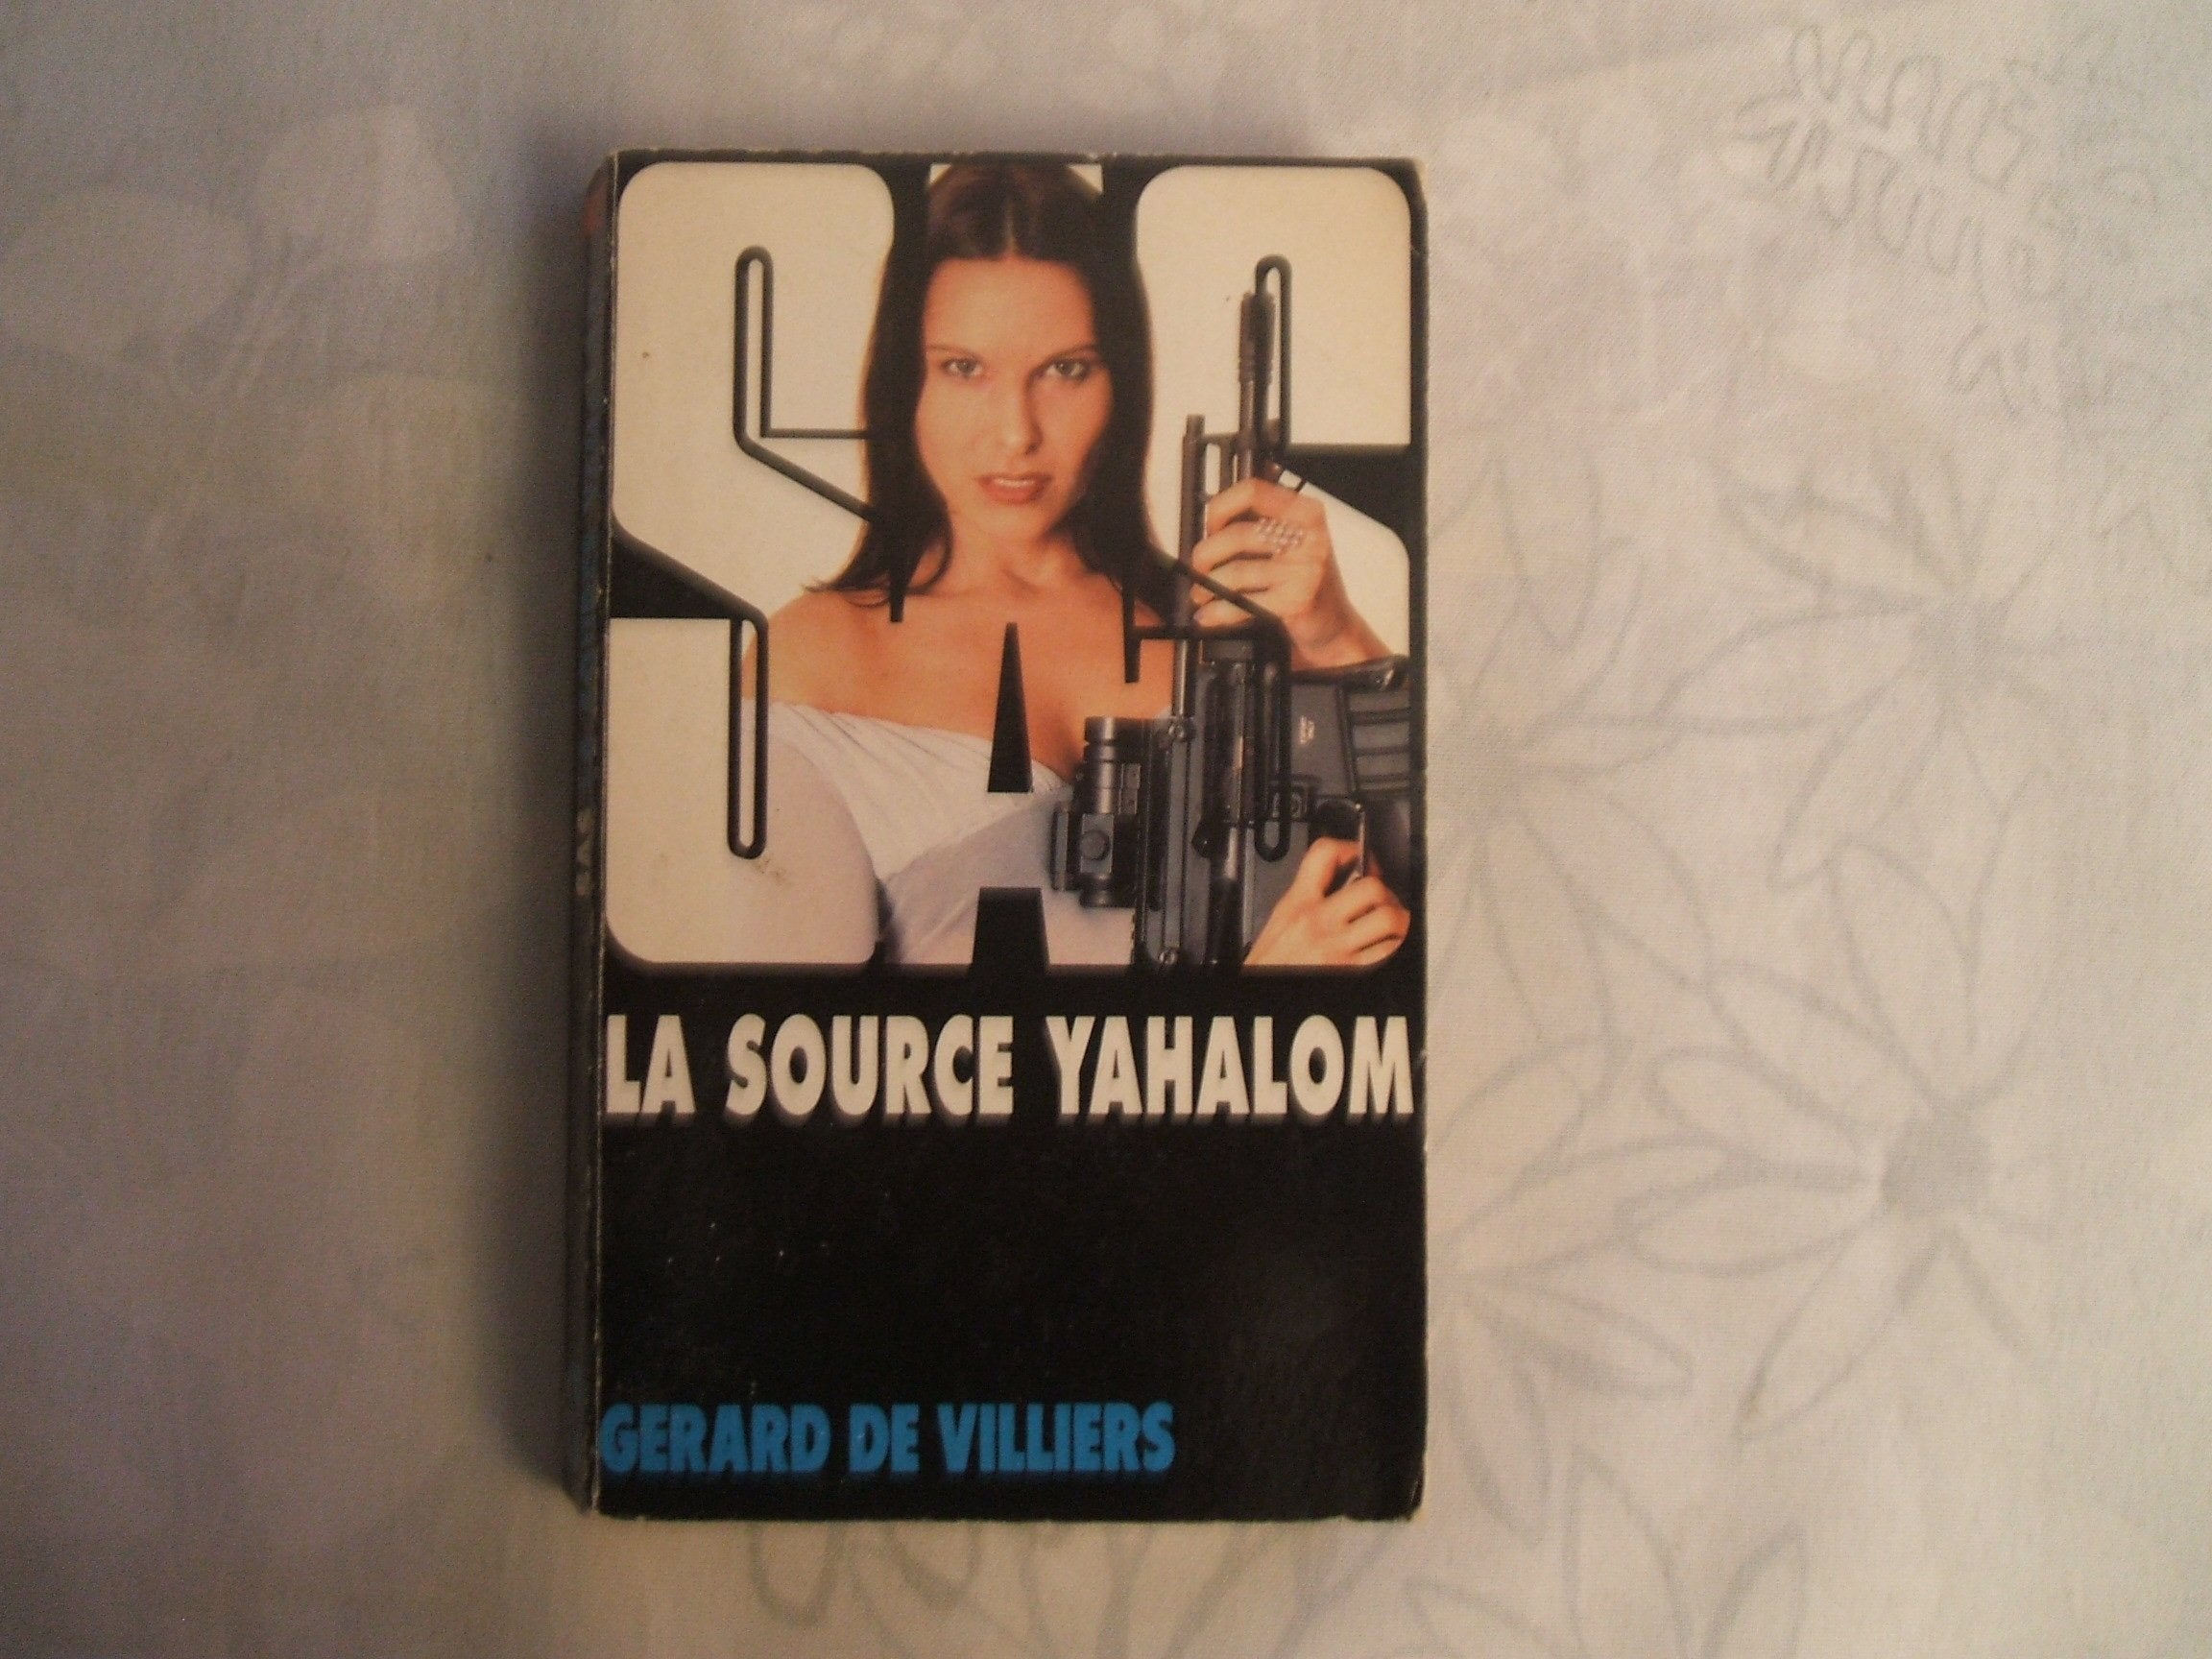 SAS
LA SOURCE YAHALOM
GERARD DE VILLIERS